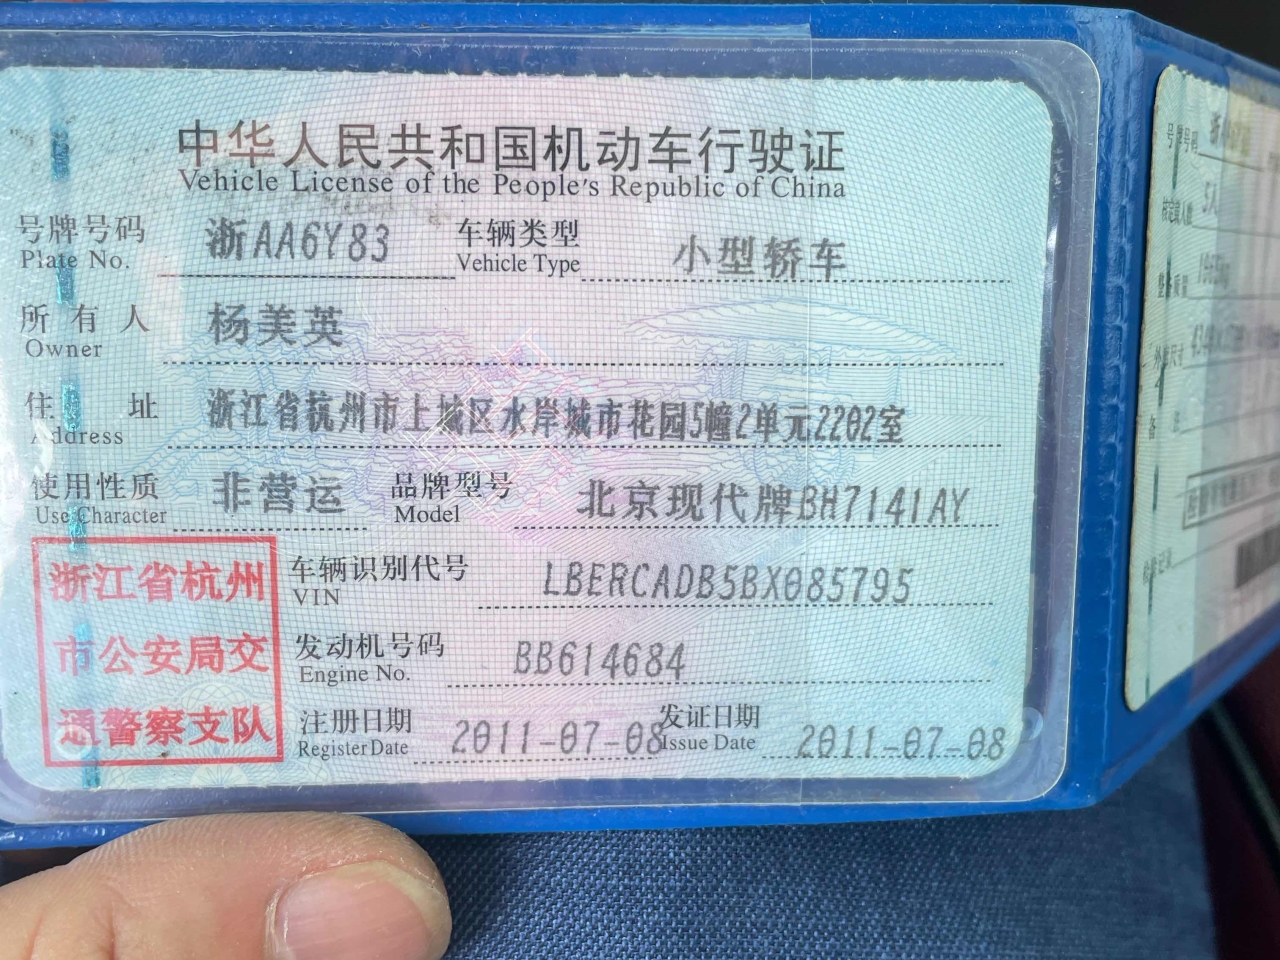 中华人民共和国机动车行驶证
Vehicle License of the People's Republic of China
号牌号码 浙AA6Y83 车辆类型 小型轿车
Plate No. Vehicle Type
所有人 杨美英
Owner
住址 浙江省杭州市上城区水岸城市花园5幢2单元2202室
Address
使用性质 非营运 品牌型号 北京现代牌BH7141AY
Use Character Model
车辆识别代号 LBERCADB5BX085795
VIN
发动机号码 BB614684
Engine No.
注册日期 2011-07-08 发证日期 2011-07-08
Register Date Issue Date
浙江省杭州
市公安局交
通警察支队
号牌号码 浙